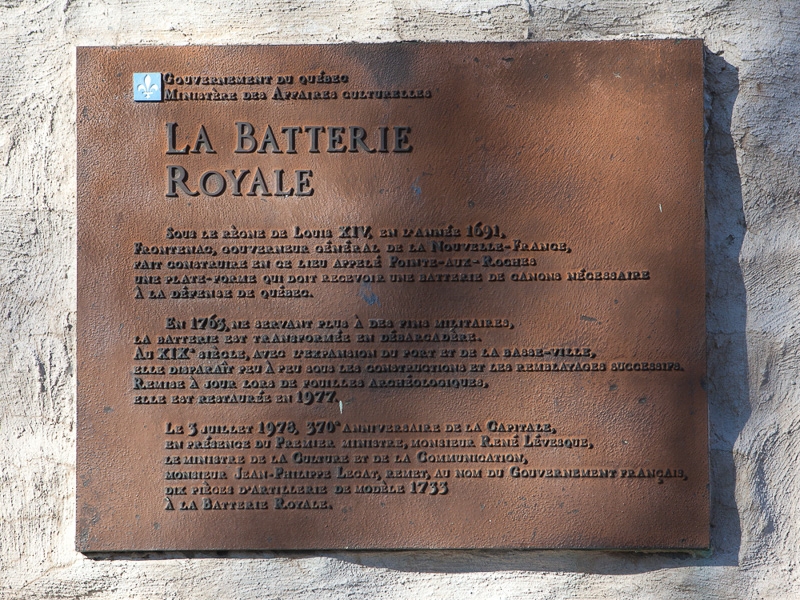 Gouvernement du Québec
Ministère des Affaires culturelles
La Batterie
Royale
Sous le règne de Louis XIV, en l'année 1691,
Frontenac, gouverneur général de la Nouvelle-France,
fait construire en ce lieu appelé Pointe-aux-Roches
une plate-forme qui doit recevoir une batterie de canons nécessaire
à la défense de Québec.
En 1763, ne servant plus à des fins militaires,
la batterie est transformée en débarcadère.
Au XIXe siècle, avec l'expansion du port et de la basse-ville,
elle disparaît peu à peu sous les constructions et les remblayages successifs.
Remise à jour lors de fouilles archéologiques,
elle est restaurée en 1977.
Le 3 juillet 1978, 370e anniversaire de la Capitale,
en présence du Premier ministre, monsieur René Lévesque,
le ministre de la Culture et de la Communication,
monsieur Jean-Philippe Lecat, remet, au nom du Gouvernement français,
dix pièces d'artillerie de modèle 1733
à la Batterie Royale.